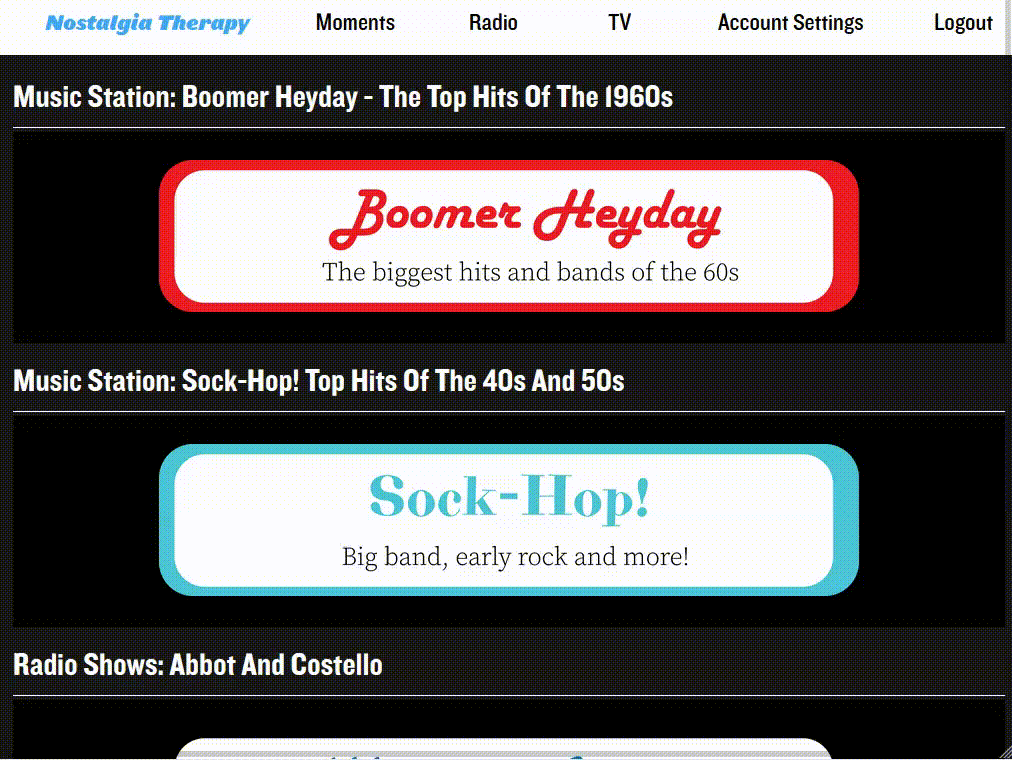 Nostalgia Therapy Moments Radio TV Account Settings Logout
Music Station: Boomer Heyday - The Top Hits Of The 1960s
Boomer Heyday
The biggest hits and bands of the 60s
Music Station: Sock-Hop! Top Hits Of The 40s And 50s
Sock-Hop!
Big band, early rock and more!
Radio Shows: Abbot And Costello